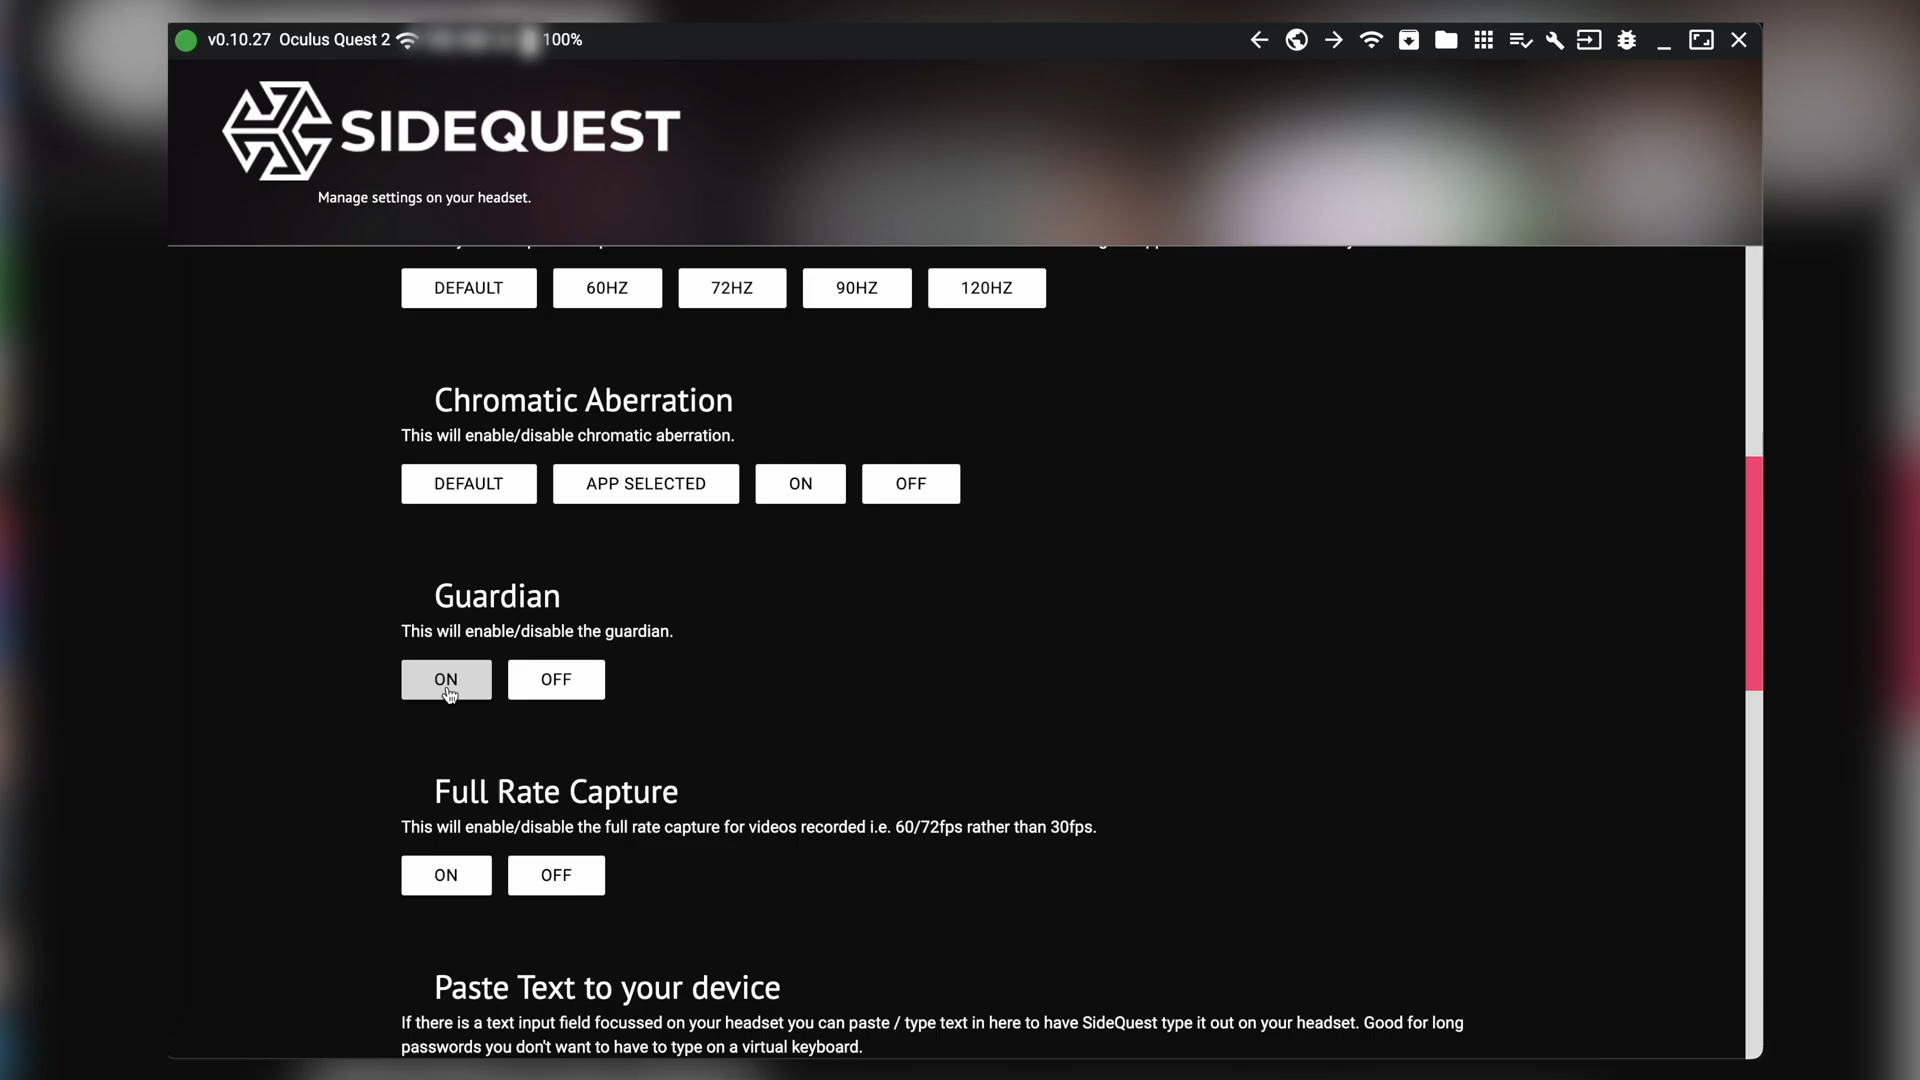 v0.10.27 Oculus Quest 2 100%
SIDEQUEST
Manage settings on your headset.
DEFAULT 60HZ 72HZ 90HZ 120HZ
Chromatic Aberration
This will enable/disable chromatic aberration.
DEFAULT APP SELECTED ON OFF
Guardian
This will enable/disable the guardian.
ON OFF
Full Rate Capture
This will enable/disable the full rate capture for videos recorded i.e. 60/72fps rather than 30fps.
ON OFF
Paste Text to your device
If there is a text input field focussed on your headset you can paste / type text in here to have SideQuest type it out on your headset. Good for long
passwords you don't want to have to type on a virtual keyboard.